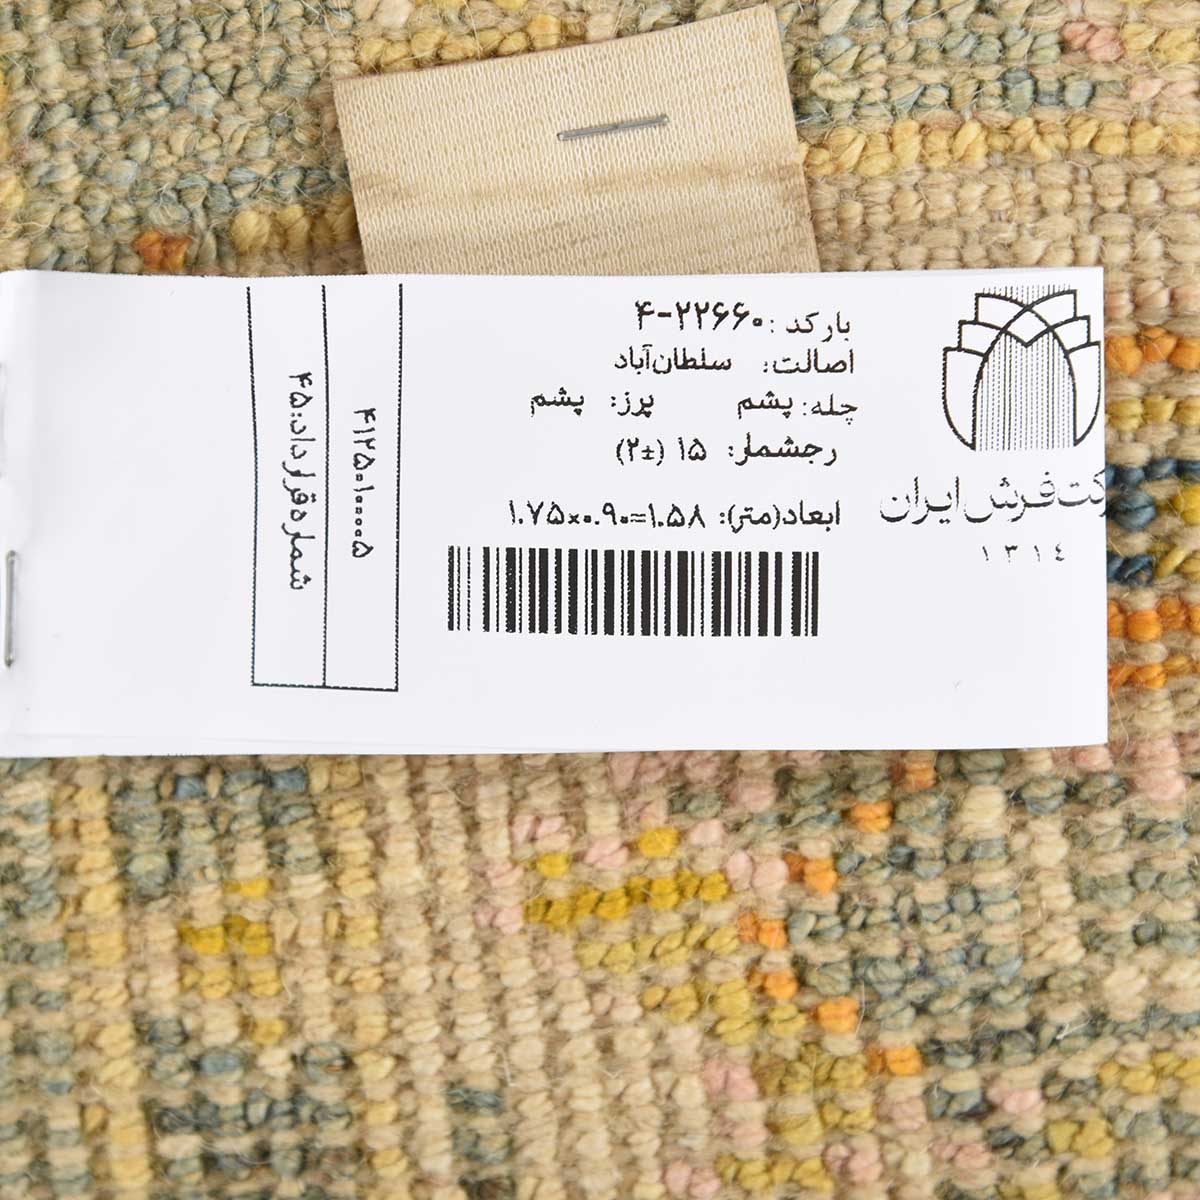 بارکد: ۴-۲۲۶۶۰
اصالت: سلطان‌آباد
چله: پشم پرز: پشم
رجشمار: ۱۵ (±۲)
ابعاد(متر): ۱.۷۵×۰.۹۰=۱.۵۸
کت فرش ایران
۱۳۱۴
۴۱۲۵۰۱۰۰۰۰۵
شماره قرارداد: ۴۵